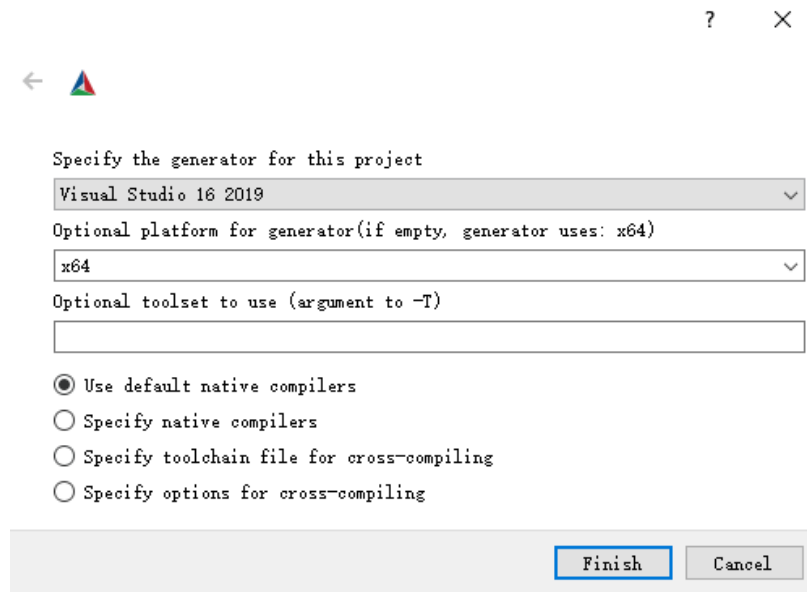 ?
Specify the generator for this project
Visual Studio 16 2019
Optional platform for generator(if empty, generator uses: x64)
x64
Optional toolset to use (argument to -T)
Use default native compilers
Specify native compilers
Specify toolchain file for cross-compiling
Specify options for cross-compiling
Finish Cancel